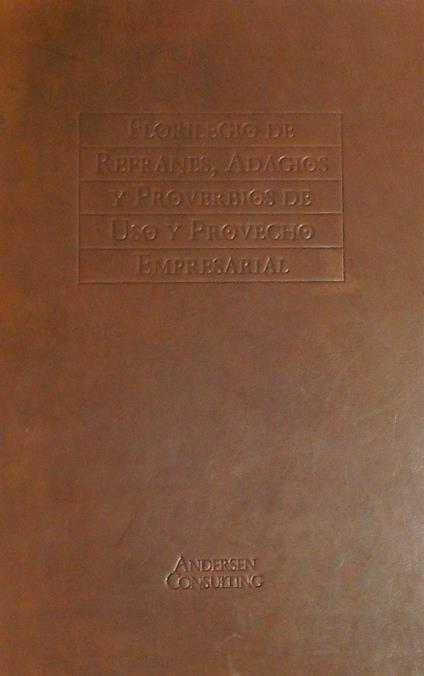 Florilegio de
Refranes, Adagios
y Proverbios de
Uso y Provecho
Empresarial
Andersen
Consulting